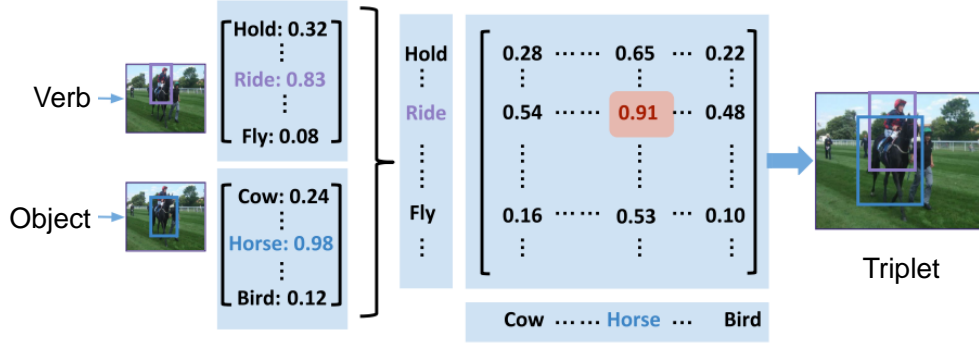 Verb
Hold: 0.32
Ride: 0.83
Fly: 0.08
Object
Cow: 0.24
Horse: 0.98
Bird: 0.12
Hold 0.28 ...... 0.65 ... 0.22
Ride 0.54 ...... 0.91 ... 0.48
Fly 0.16 ...... 0.53 ... 0.10
Cow ...... Horse ... Bird
Triplet